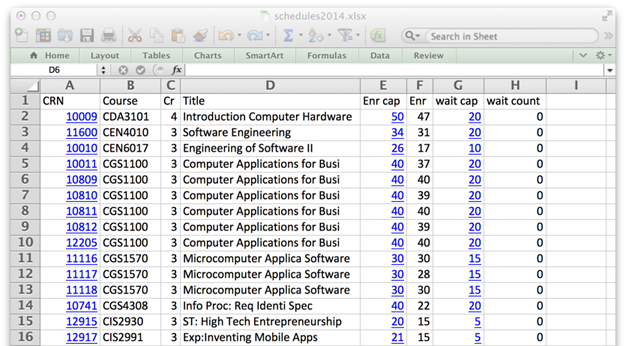 schedules2014.xlsx
Search in Sheet
Home Layout Tables Charts SmartArt Formulas Data Review
D6 fx
A B C D E F G H I
1 CRN Course Cr Title Enr cap Enr wait cap wait count
2 10009 CDA3101 4 Introduction Computer Hardware 50 47 20 0
3 11600 CEN4010 3 Software Engineering 34 31 20 0
4 10010 CEN6017 3 Engineering of Software II 26 17 10 0
5 10011 CGS1100 3 Computer Applications for Busi 40 37 20 0
6 10809 CGS1100 3 Computer Applications for Busi 40 40 20 0
7 10810 CGS1100 3 Computer Applications for Busi 40 39 20 0
8 10811 CGS1100 3 Computer Applications for Busi 40 40 20 0
9 10812 CGS1100 3 Computer Applications for Busi 40 39 20 0
10 12205 CGS1100 3 Computer Applications for Busi 40 40 20 0
11 11116 CGS1570 3 Microcomputer Applica Software 30 30 15 0
12 11117 CGS1570 3 Microcomputer Applica Software 30 28 15 0
13 11118 CGS1570 3 Microcomputer Applica Software 30 30 15 0
14 10741 CGS4308 3 Info Proc: Req Identi Spec 40 22 20 0
15 12915 CIS2930 3 ST: High Tech Entrepreneurship 20 15 5 0
16 12917 CIS2991 3 Exp:Inventing Mobile Apps 21 15 5 0